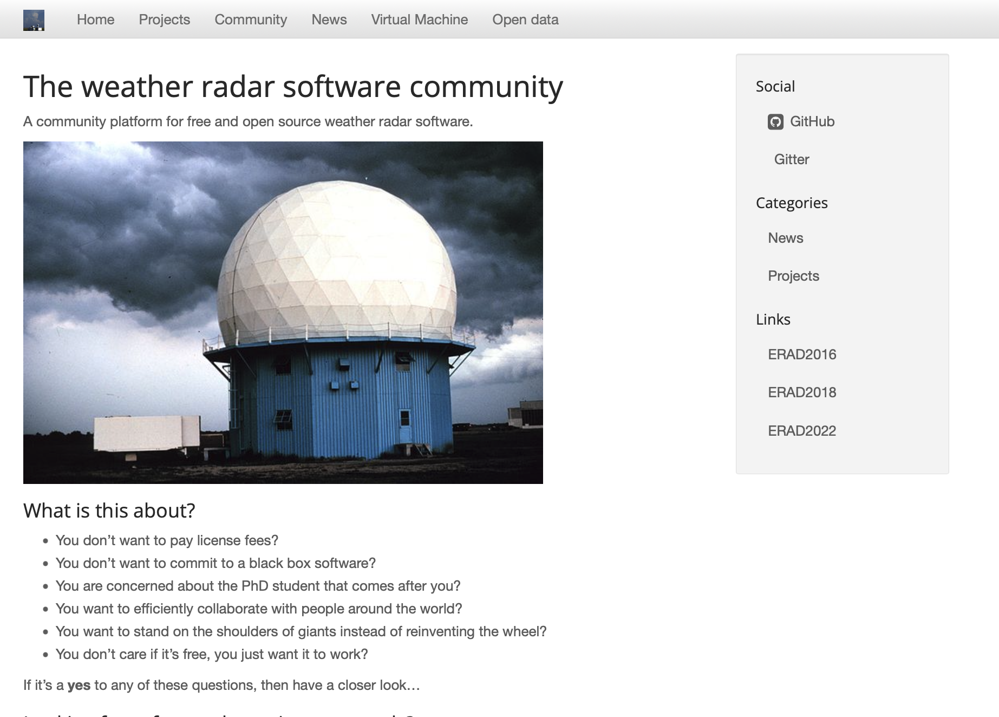 Home Projects Community News Virtual Machine Open data
The weather radar software community
A community platform for free and open source weather radar software.
What is this about?
• You don’t want to pay license fees?
• You don’t want to commit to a black box software?
• You are concerned about the PhD student that comes after you?
• You want to efficiently collaborate with people around the world?
• You want to stand on the shoulders of giants instead of reinventing the wheel?
• You don’t care if it’s free, you just want it to work?
If it’s a yes to any of these questions, then have a closer look…
Social
GitHub
Gitter
Categories
News
Projects
Links
ERAD2016
ERAD2018
ERAD2022